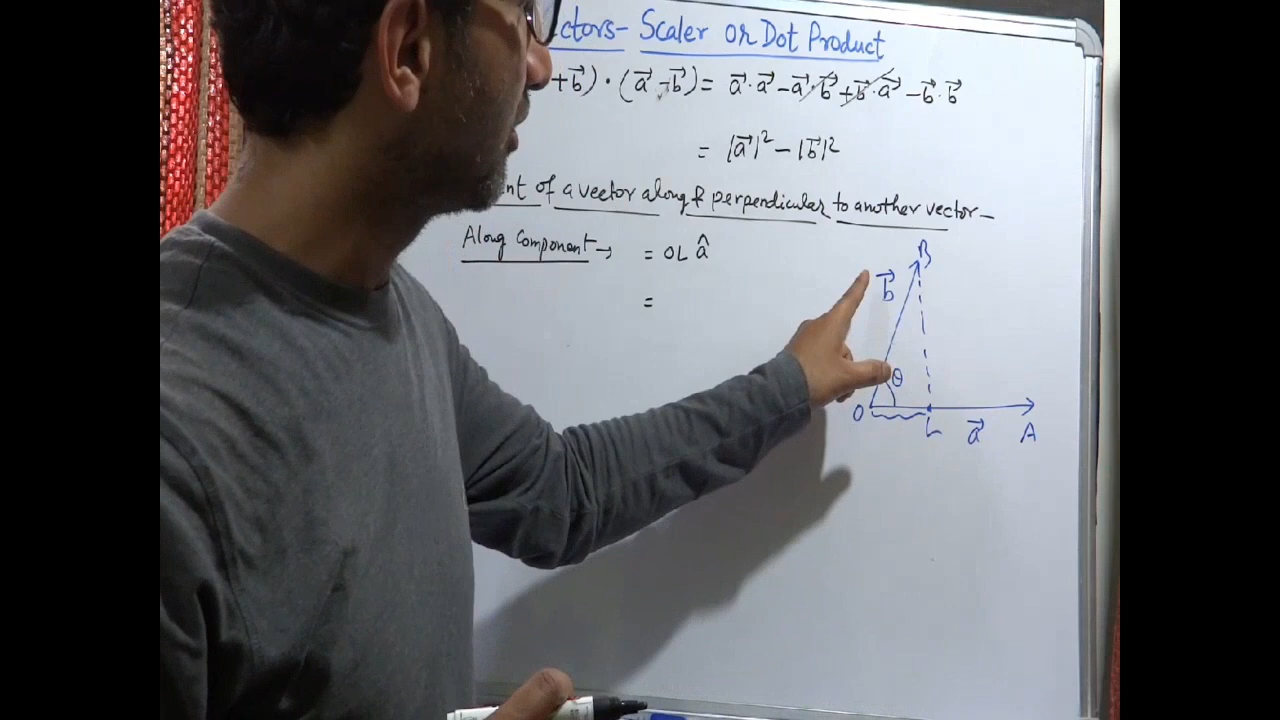 ctors- Scaler or Dot Product
+b⃗) · (a⃗ - b⃗) = a⃗ · a⃗ - a⃗ · b⃗ + b⃗ · a⃗ - b⃗ · b⃗
= |a⃗|² - |b⃗|²
nt of a vector along & perpendicular to another vector-
Along Component → = OL â
=
B
b⃗
θ
O L a⃗ A